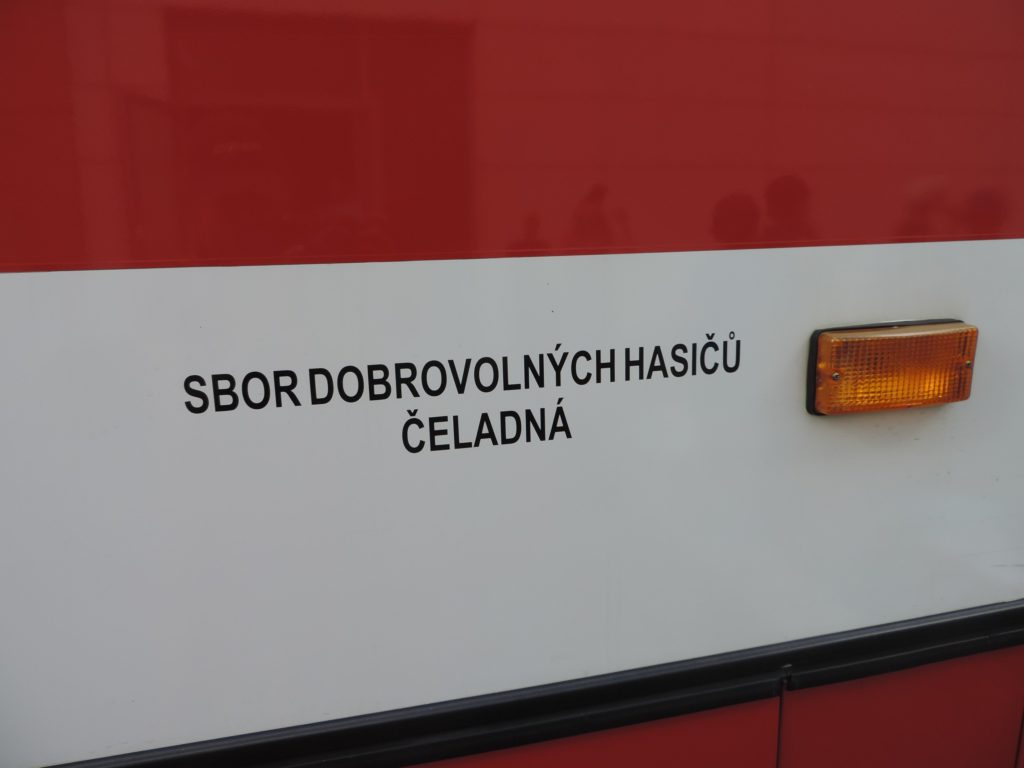 SBOR DOBROVOLNÝCH HASIČŮ
ČELADNÁ